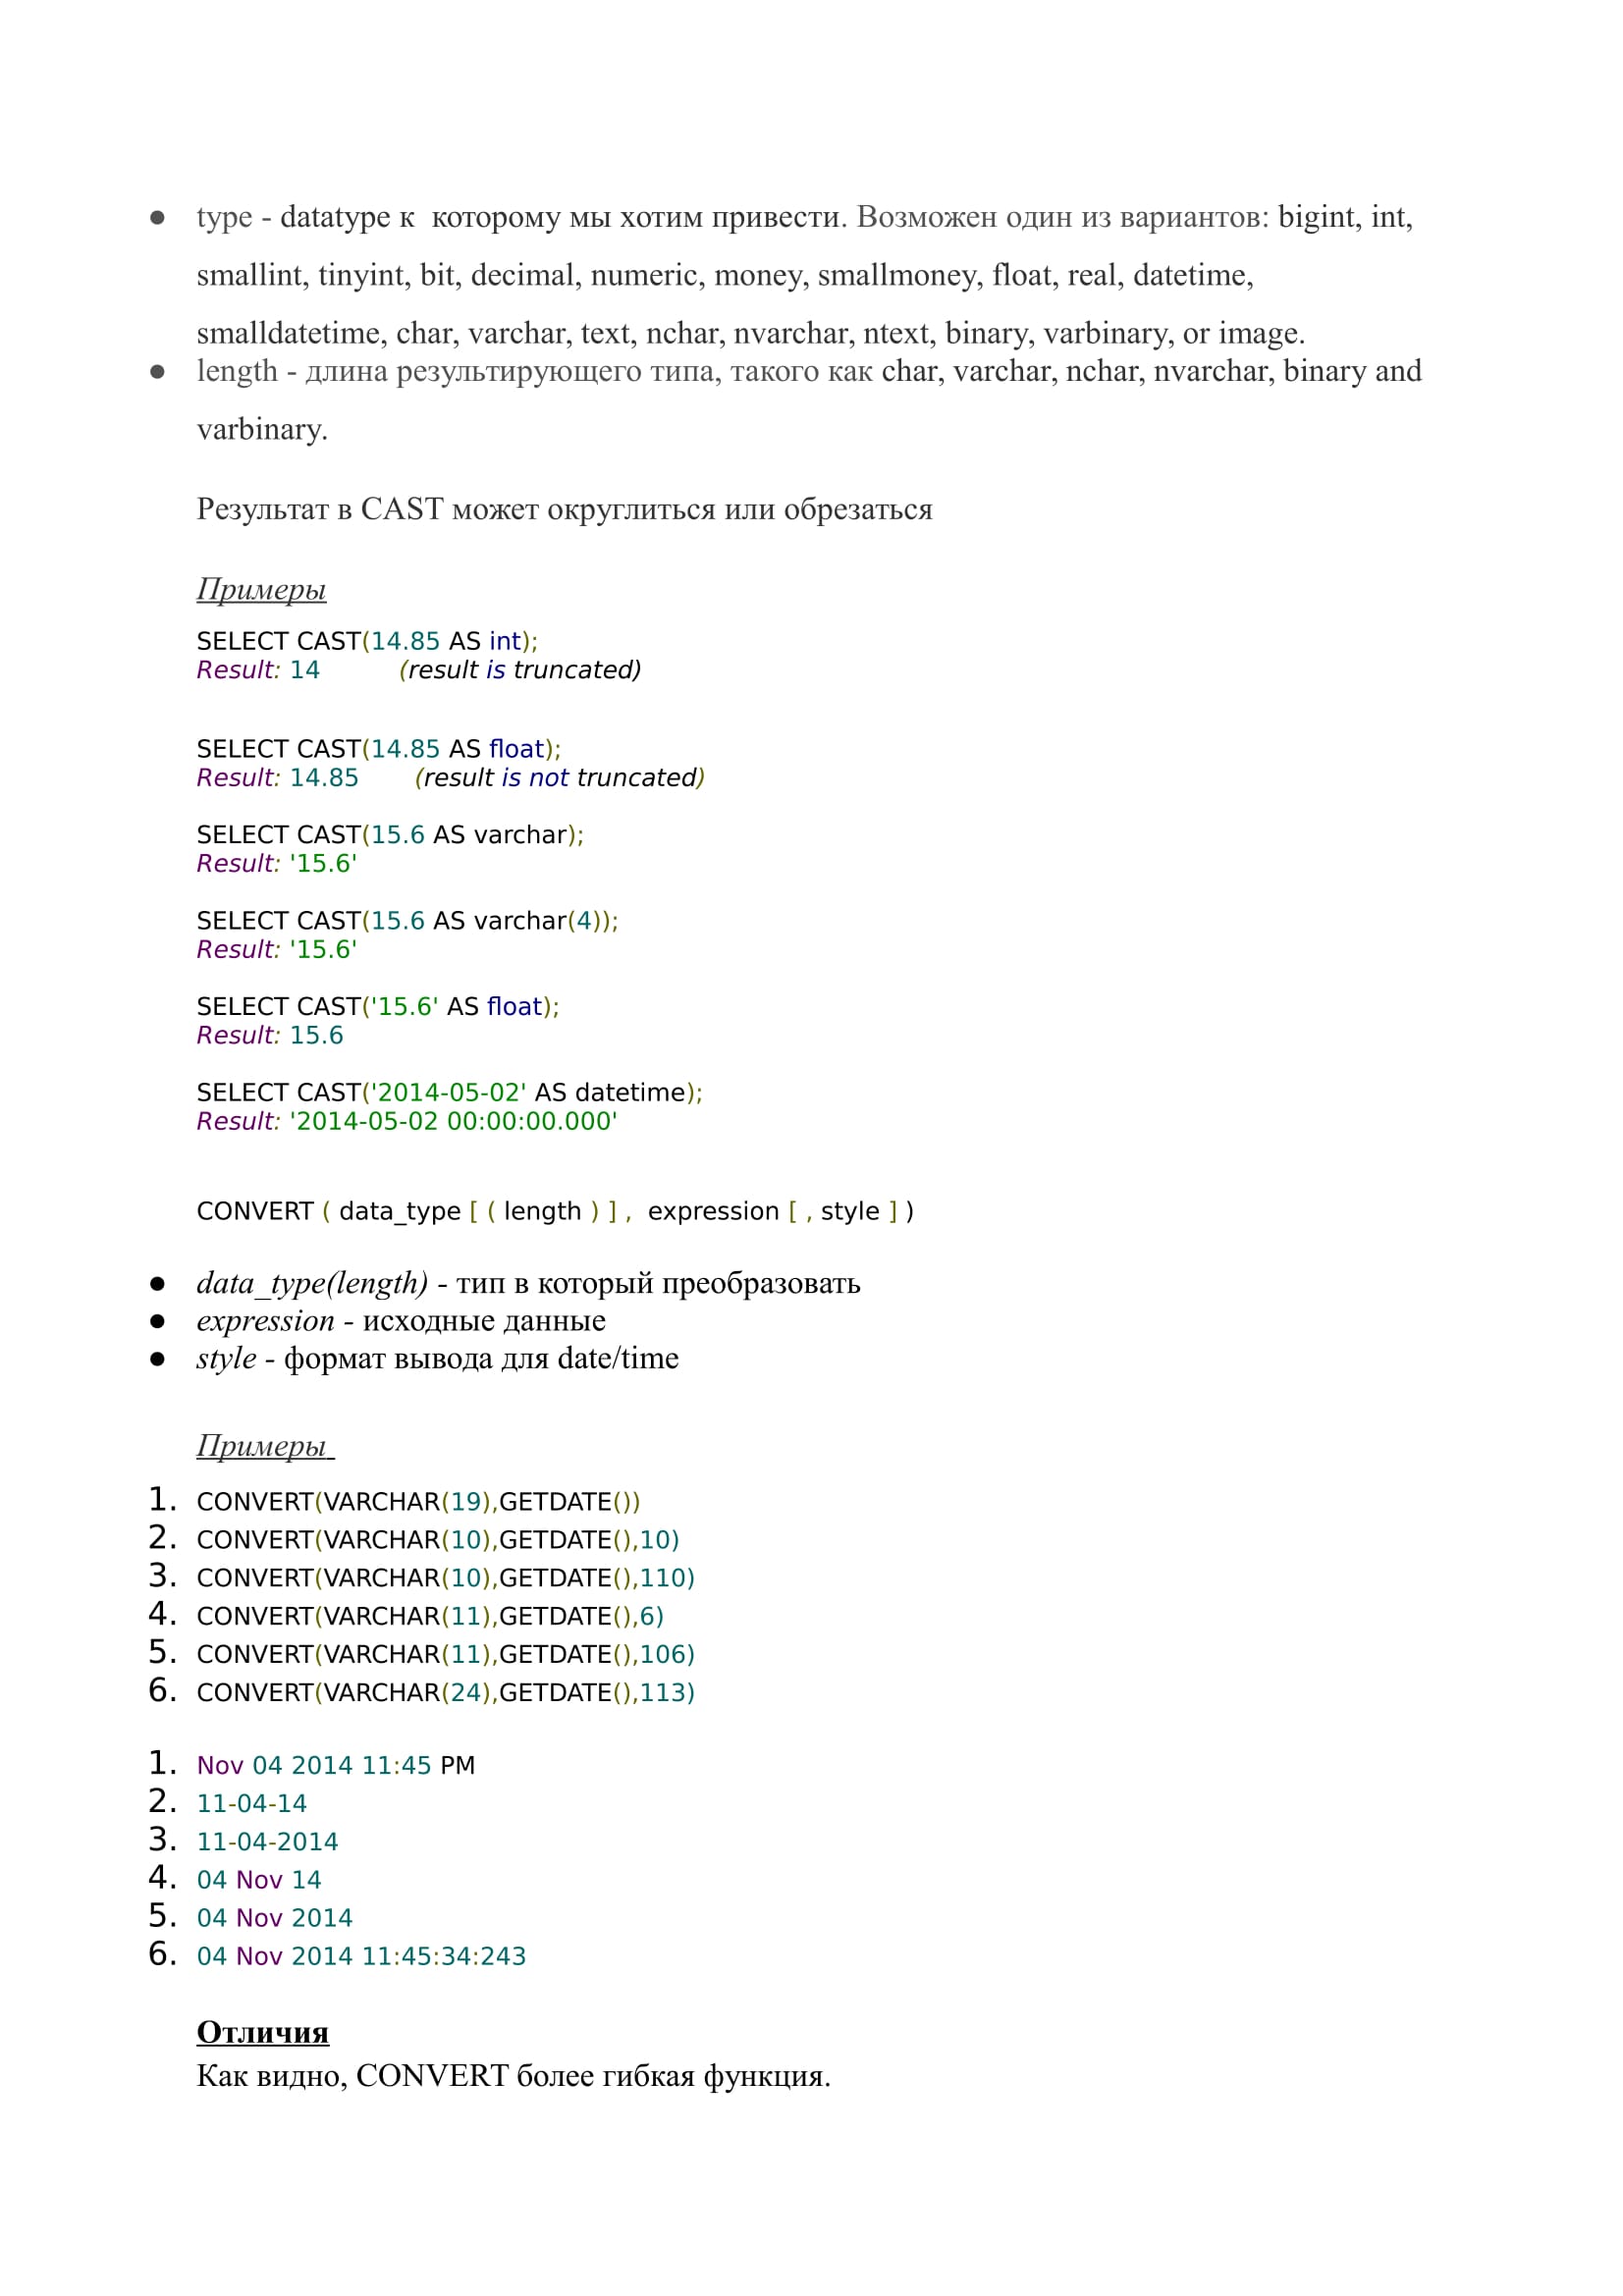 ● type - datatype к  которому мы хотим привести. Возможен один из вариантов: bigint, int,
smallint, tinyint, bit, decimal, numeric, money, smallmoney, float, real, datetime,
smalldatetime, char, varchar, text, nchar, nvarchar, ntext, binary, varbinary, or image.
● length - длина результирующего типа, такого как char, varchar, nchar, nvarchar, binary and
varbinary.
Результат в CAST может округлиться или обрезаться
Примеры
SELECT CAST(14.85 AS int);
Result: 14 (result is truncated)
SELECT CAST(14.85 AS float);
Result: 14.85 (result is not truncated)
SELECT CAST(15.6 AS varchar);
Result: '15.6'
SELECT CAST(15.6 AS varchar(4));
Result: '15.6'
SELECT CAST('15.6' AS float);
Result: 15.6
SELECT CAST('2014-05-02' AS datetime);
Result: '2014-05-02 00:00:00.000'
CONVERT ( data_type [ ( length ) ] ,  expression [ , style ] )
● data_type(length) - тип в который преобразовать
● expression - исходные данные
● style - формат вывода для date/time
Примеры
1. CONVERT(VARCHAR(19),GETDATE())
2. CONVERT(VARCHAR(10),GETDATE(),10)
3. CONVERT(VARCHAR(10),GETDATE(),110)
4. CONVERT(VARCHAR(11),GETDATE(),6)
5. CONVERT(VARCHAR(11),GETDATE(),106)
6. CONVERT(VARCHAR(24),GETDATE(),113)
1. Nov 04 2014 11:45 PM
2. 11-04-14
3. 11-04-2014
4. 04 Nov 14
5. 04 Nov 2014
6. 04 Nov 2014 11:45:34:243
Отличия
Как видно, CONVERT более гибкая функция.